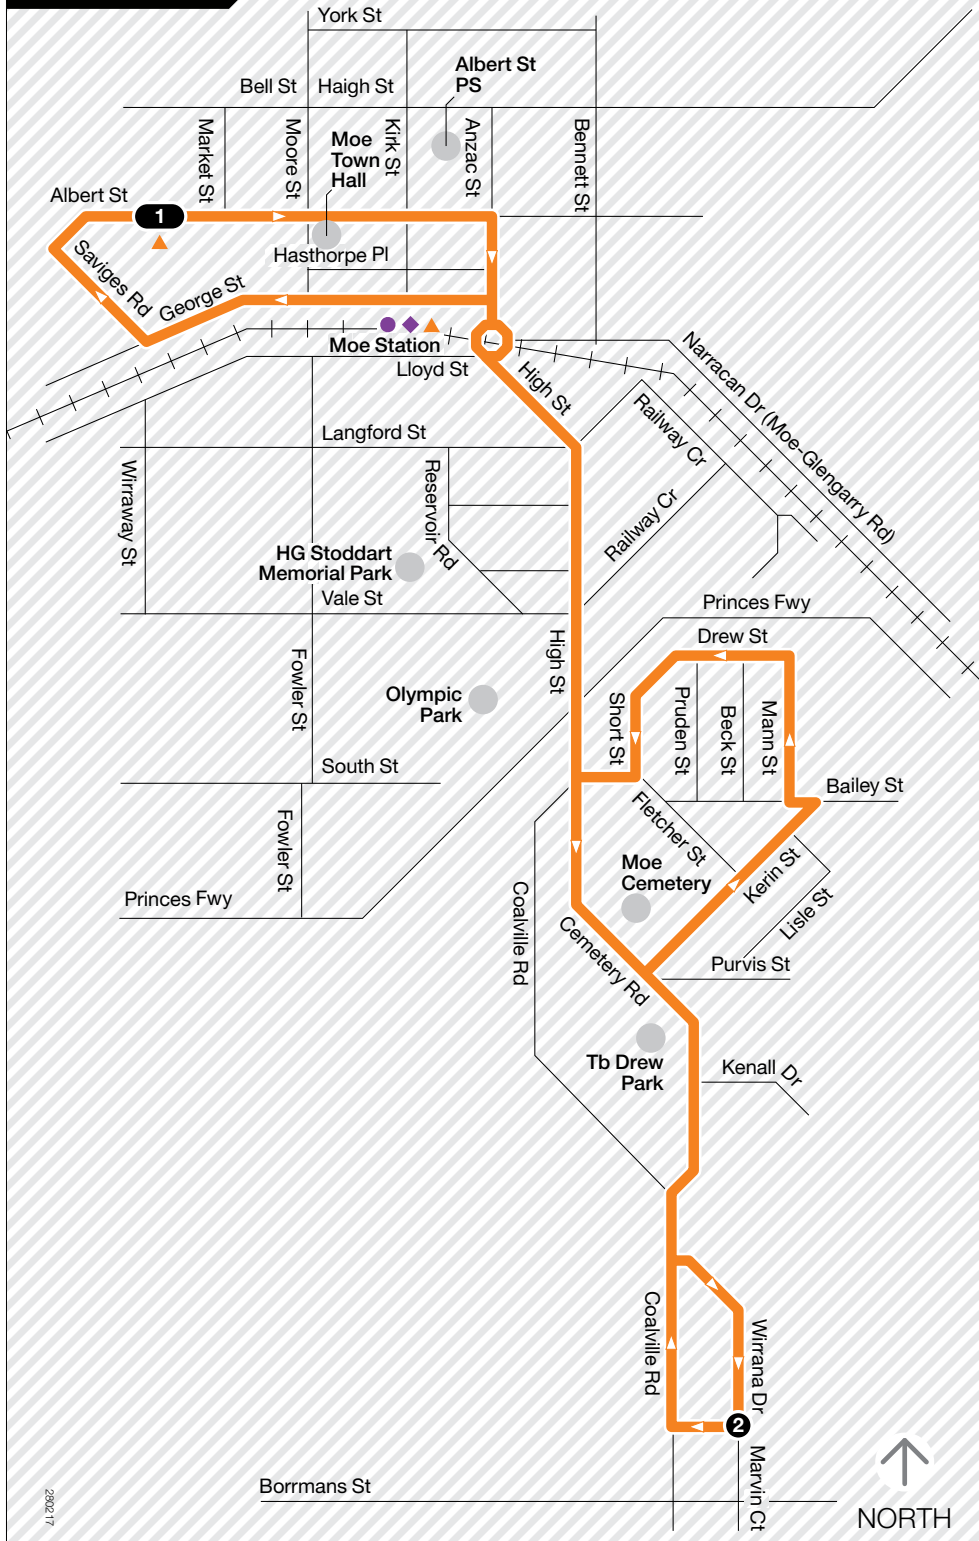 York St
Albert St
PS
Bell St
Haigh St
Market St
Moore St
Kirk St
Anzac St
Bennett St
Moe
Town
Hall
Albert St
1
Hasthorpe Pl
Saviges Rd
George St
Moe Station
Lloyd St
High St
Narracan Dr (Moe-Glengarry Rd)
Railway Cr
Langford St
Wirraway St
Reservoir Rd
Railway Cr
HG Stoddart
Memorial Park
Vale St
Princes Fwy
Drew St
High St
Fowler St
Olympic
Park
Short St
Pruden St
Beck St
Mann St
South St
Bailey St
Fowler St
Fletcher St
Moe
Cemetery
Kerin St
Lisle St
Princes Fwy
Coalville Rd
Cemetery Rd
Purvis St
Tb Drew
Park
Kenall Dr
Coalville Rd
Wirrana Dr
2
Marvin Ct
Borrmans St
280217
NORTH